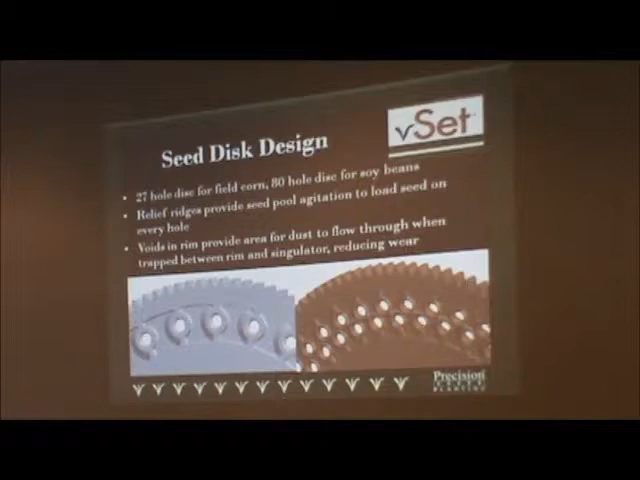 vSet
Seed Disk Design
• 27 hole disc for field corn, 80 hole disc for soy beans
• Relief ridges provide seed pool agitation to load seed on
every hole
• Voids in rim provide area for dust to flow through when
trapped between rim and singulator, reducing wear
Precision